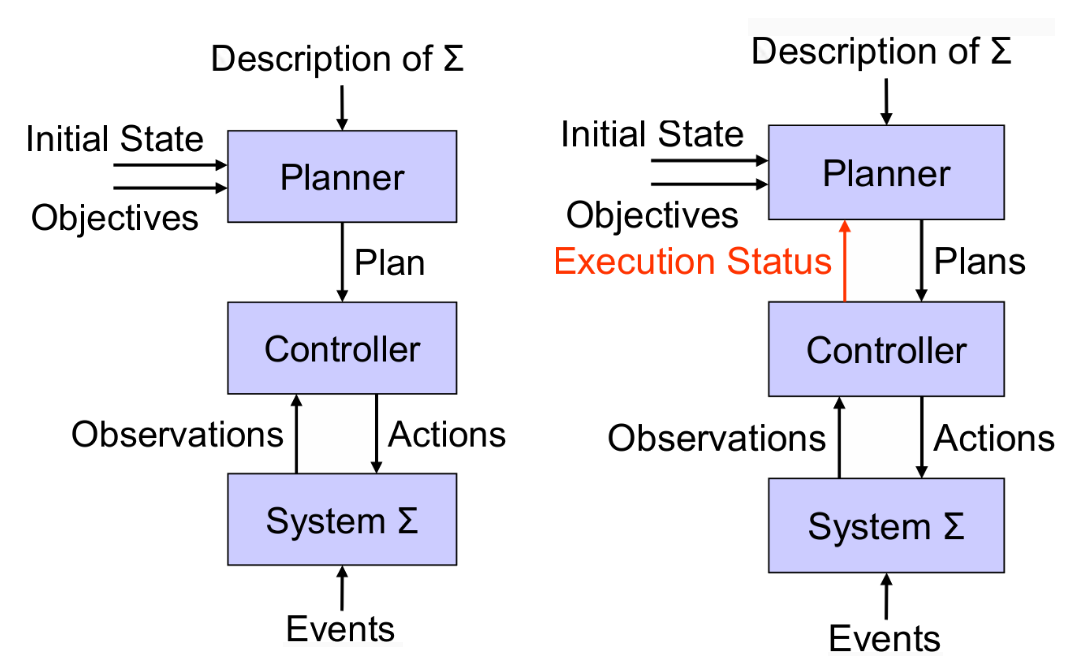 Description of Σ
Initial State
Planner
Objectives
Plan
Controller
Observations
Actions
System Σ
Events
Description of Σ
Initial State
Planner
Objectives
Execution Status
Plans
Controller
Observations
Actions
System Σ
Events